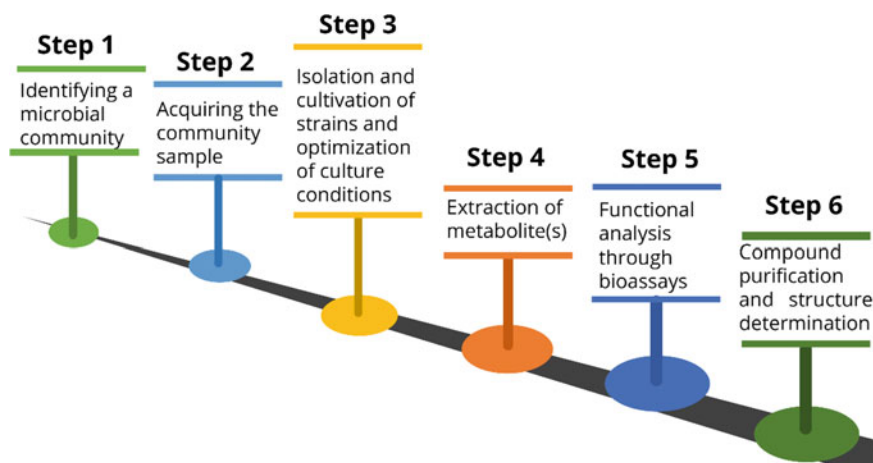 Step 1
Identifying a
microbial
community
Step 2
Acquiring the
community
sample
Step 3
Isolation and
cultivation of
strains and
optimization
of culture
conditions
Step 4
Extraction of
metabolite(s)
Step 5
Functional
analysis
through
bioassays
Step 6
Compound
purification
and structure
determination